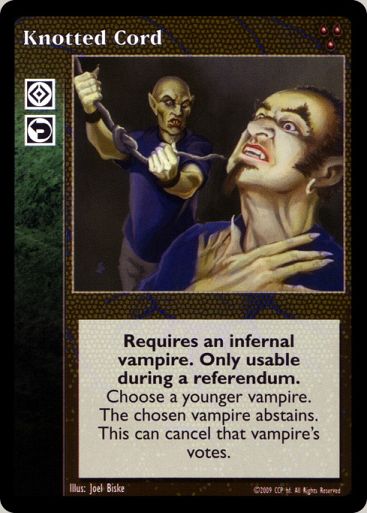 Knotted Cord
Requires an infernal
vampire. Only usable
during a referendum.
Choose a younger vampire.
The chosen vampire abstains.
This can cancel that vampire's
votes.
Illus: Joel Biske
©2009 CCP hf. All Rights Reserved